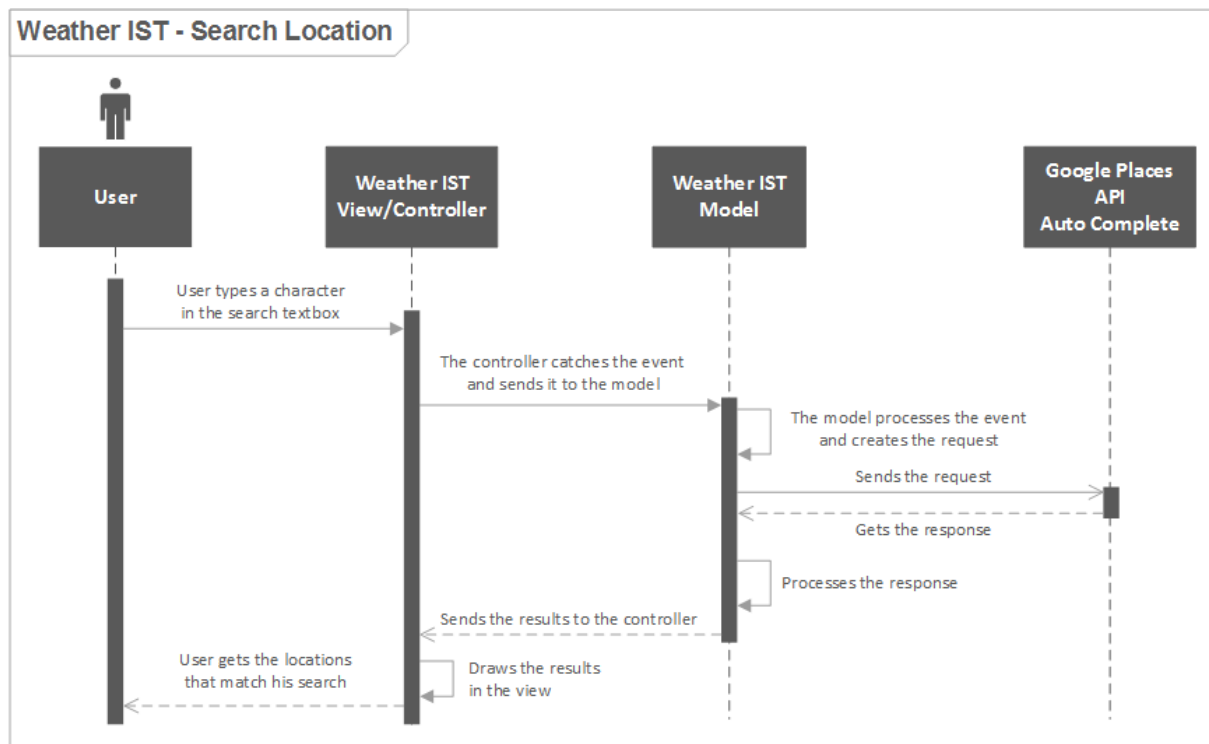 Weather IST - Search Location
User
Weather IST
View/Controller
Weather IST
Model
Google Places
API
Auto Complete
User types a character
in the search textbox
The controller catches the event
and sends it to the model
The model processes the event
and creates the request
Sends the request
Gets the response
Processes the response
Sends the results to the controller
User gets the locations
that match his search
Draws the results
in the view